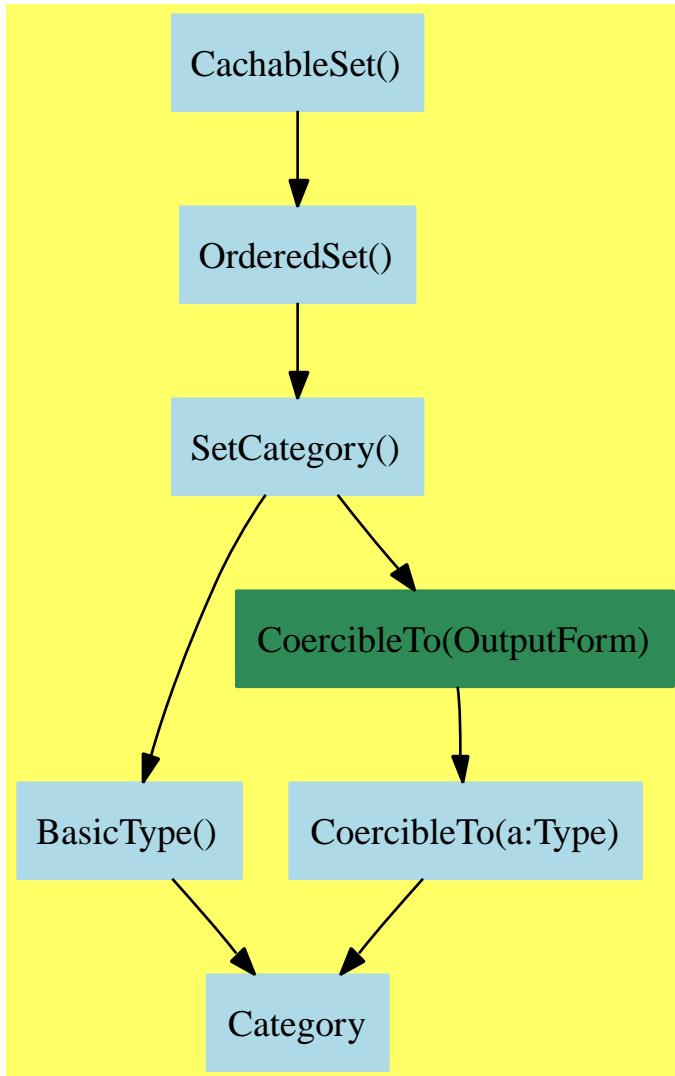 CachableSet()
OrderedSet()
SetCategory()
CoercibleTo(OutputForm)
BasicType()
CoercibleTo(a:Type)
Category